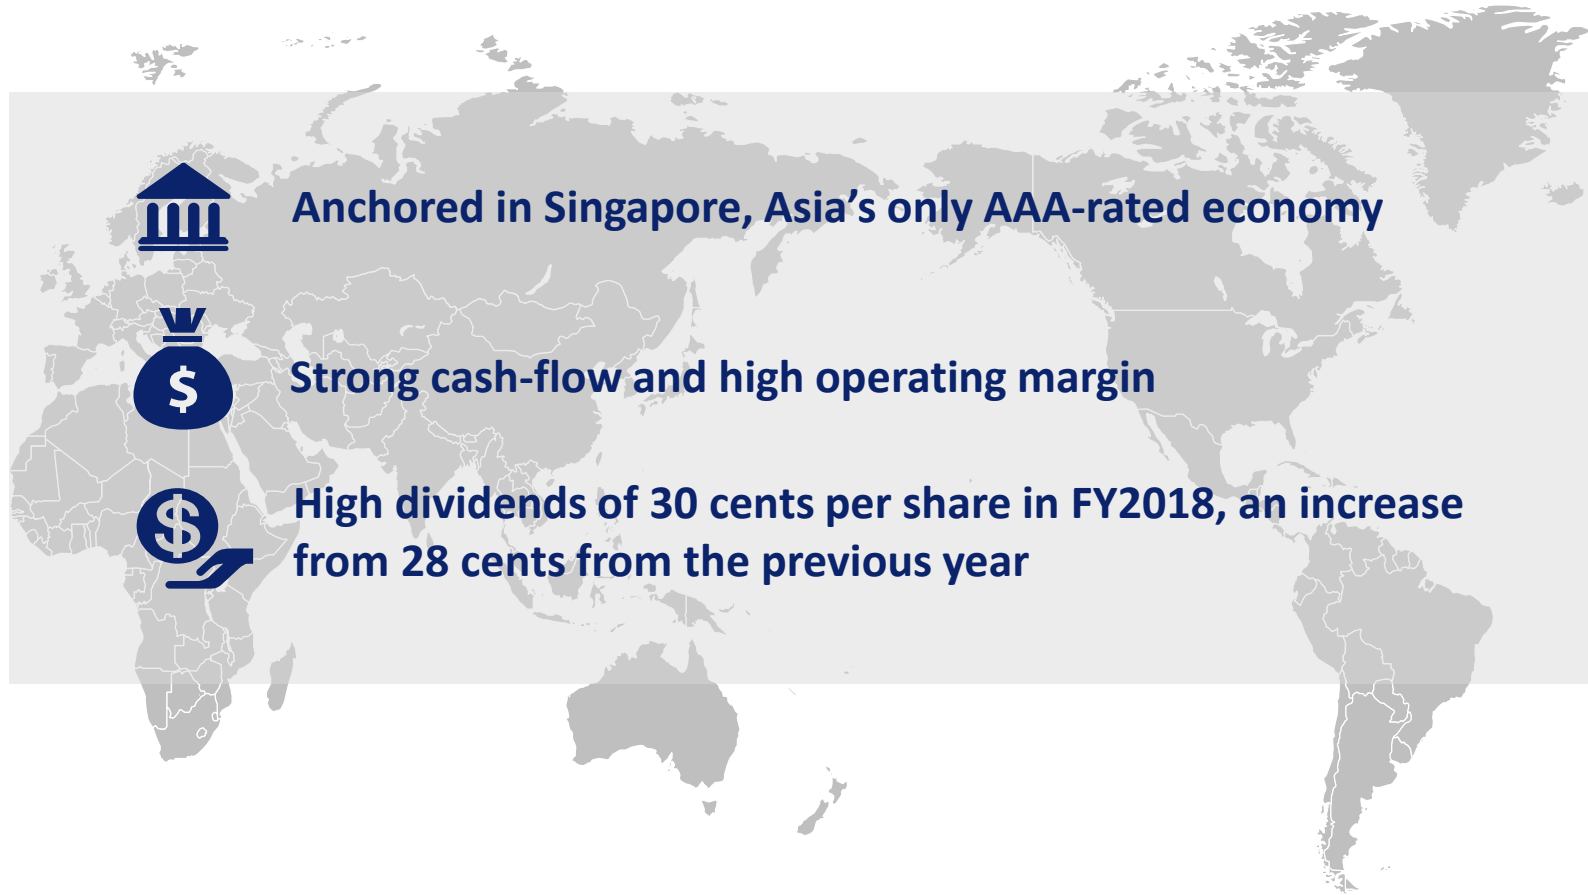 Anchored in Singapore, Asia’s only AAA-rated economy
$
Strong cash-flow and high operating margin
$
High dividends of 30 cents per share in FY2018, an increase
from 28 cents from the previous year